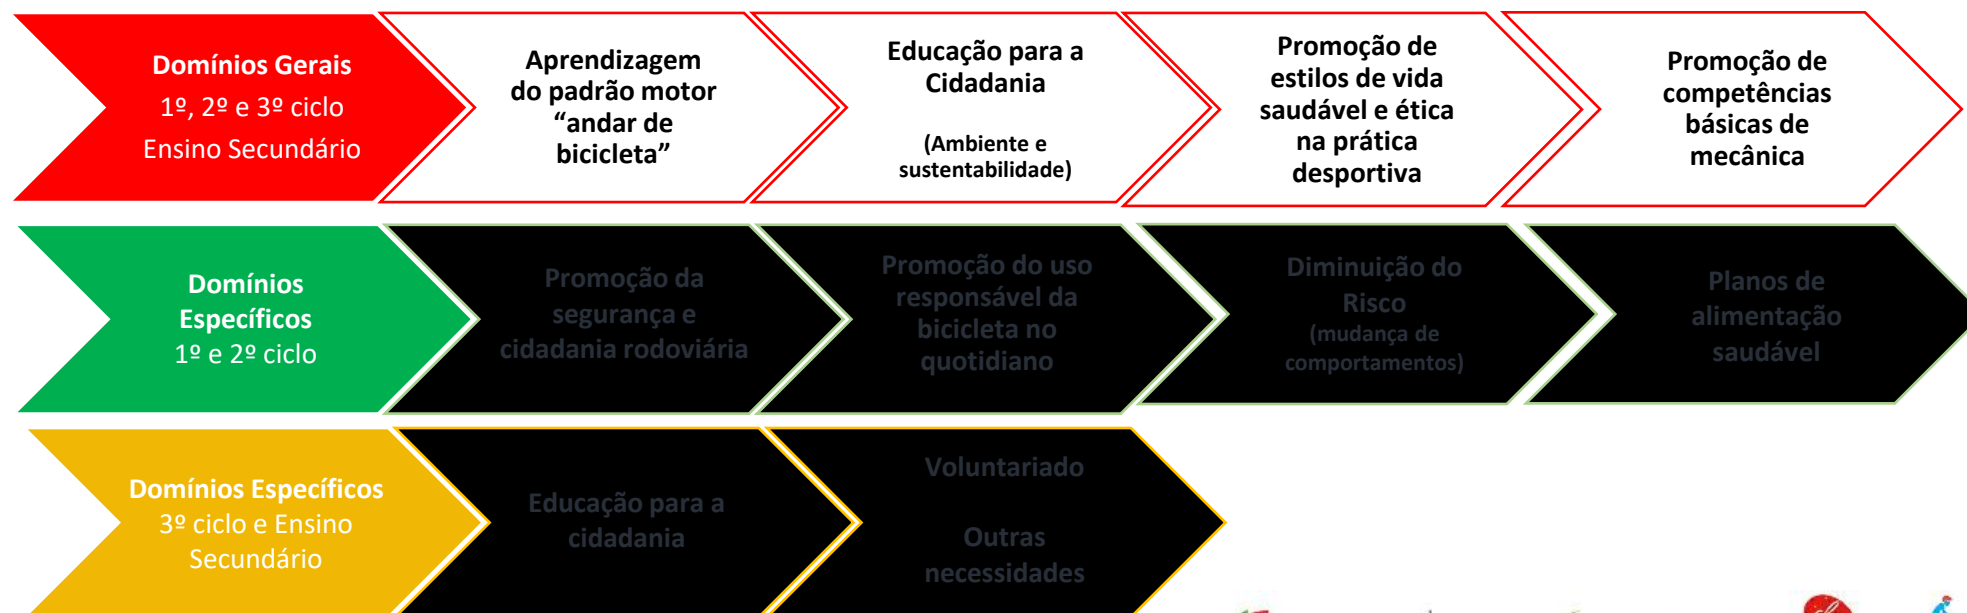 Domínios Gerais
1º, 2º e 3º ciclo
Ensino Secundário
Aprendizagem
do padrão motor
“andar de
bicicleta”
Educação para a
Cidadania
(Ambiente e
sustentabilidade)
Promoção de
estilos de vida
saudável e ética
na prática
desportiva
Promoção de
competências
básicas de
mecânica
Domínios
Específicos
1º e 2º ciclo
Promoção da
segurança e
cidadania rodoviária
Promoção do uso
responsável da
bicicleta no
quotidiano
Diminuição do
Risco
(mudança de
comportamentos)
Planos de
alimentação
saudável
Domínios Específicos
3º ciclo e Ensino
Secundário
Educação para a
cidadania
Voluntariado
Outras
necessidades